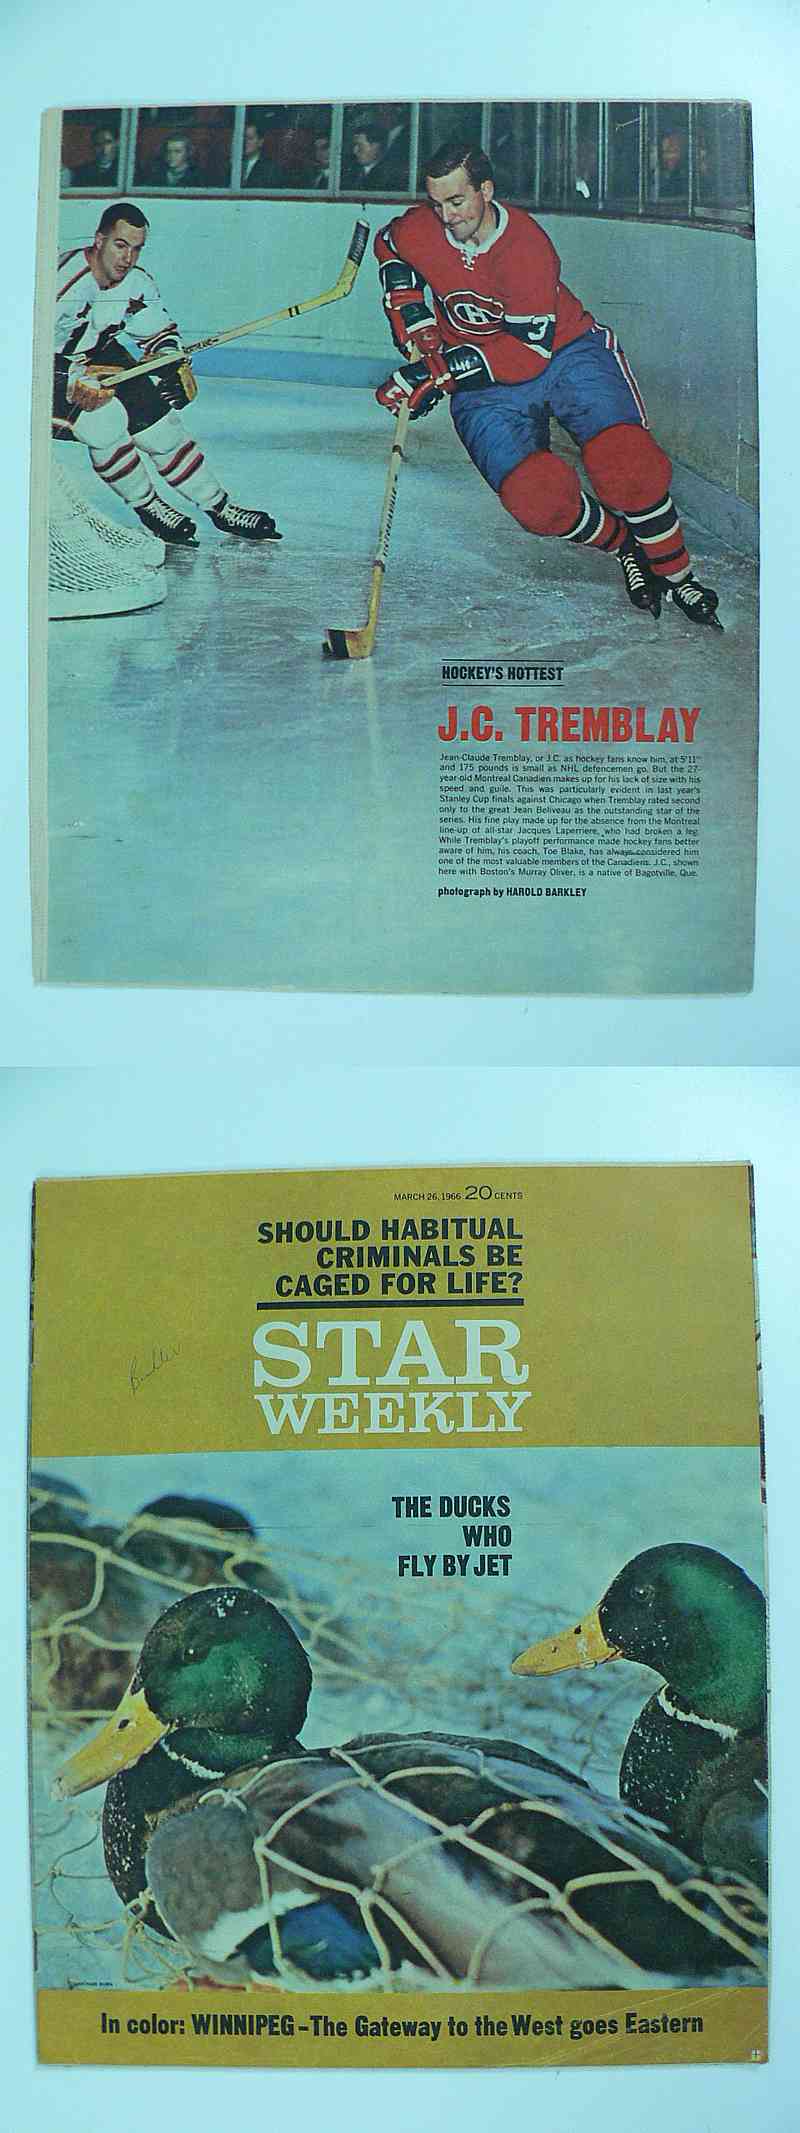 3
HOCKEY'S HOTTEST
J.C. TREMBLAY
Jean-Claude Tremblay, or J.C. as hockey fans know him, at 5'11"
and 175 pounds is small as NHL defencemen go. But the 27-
year-old Montreal Canadien makes up for his lack of size with his
speed and guile. This was particularly evident in last year's
Stanley Cup finals against Chicago when Tremblay rated second
only to the great Jean Beliveau as the outstanding star of the
series. His fine play made up for the absence from the Montreal
line-up of all-star Jacques Laperriere, who had broken a leg.
While Tremblay's playoff performance made hockey fans better
aware of him, his coach, Toe Blake, has always considered him
one of the most valuable members of the Canadiens. J.C., shown
here with Boston's Murray Oliver, is a native of Bagotville, Que.
photograph by HAROLD BARKLEY
MARCH 26, 1966 20 CENTS
SHOULD HABITUAL
CRIMINALS BE
CAGED FOR LIFE?
STAR
WEEKLY
THE DUCKS
WHO
FLY BY JET
In color: WINNIPEG–The Gateway to the West goes Eastern